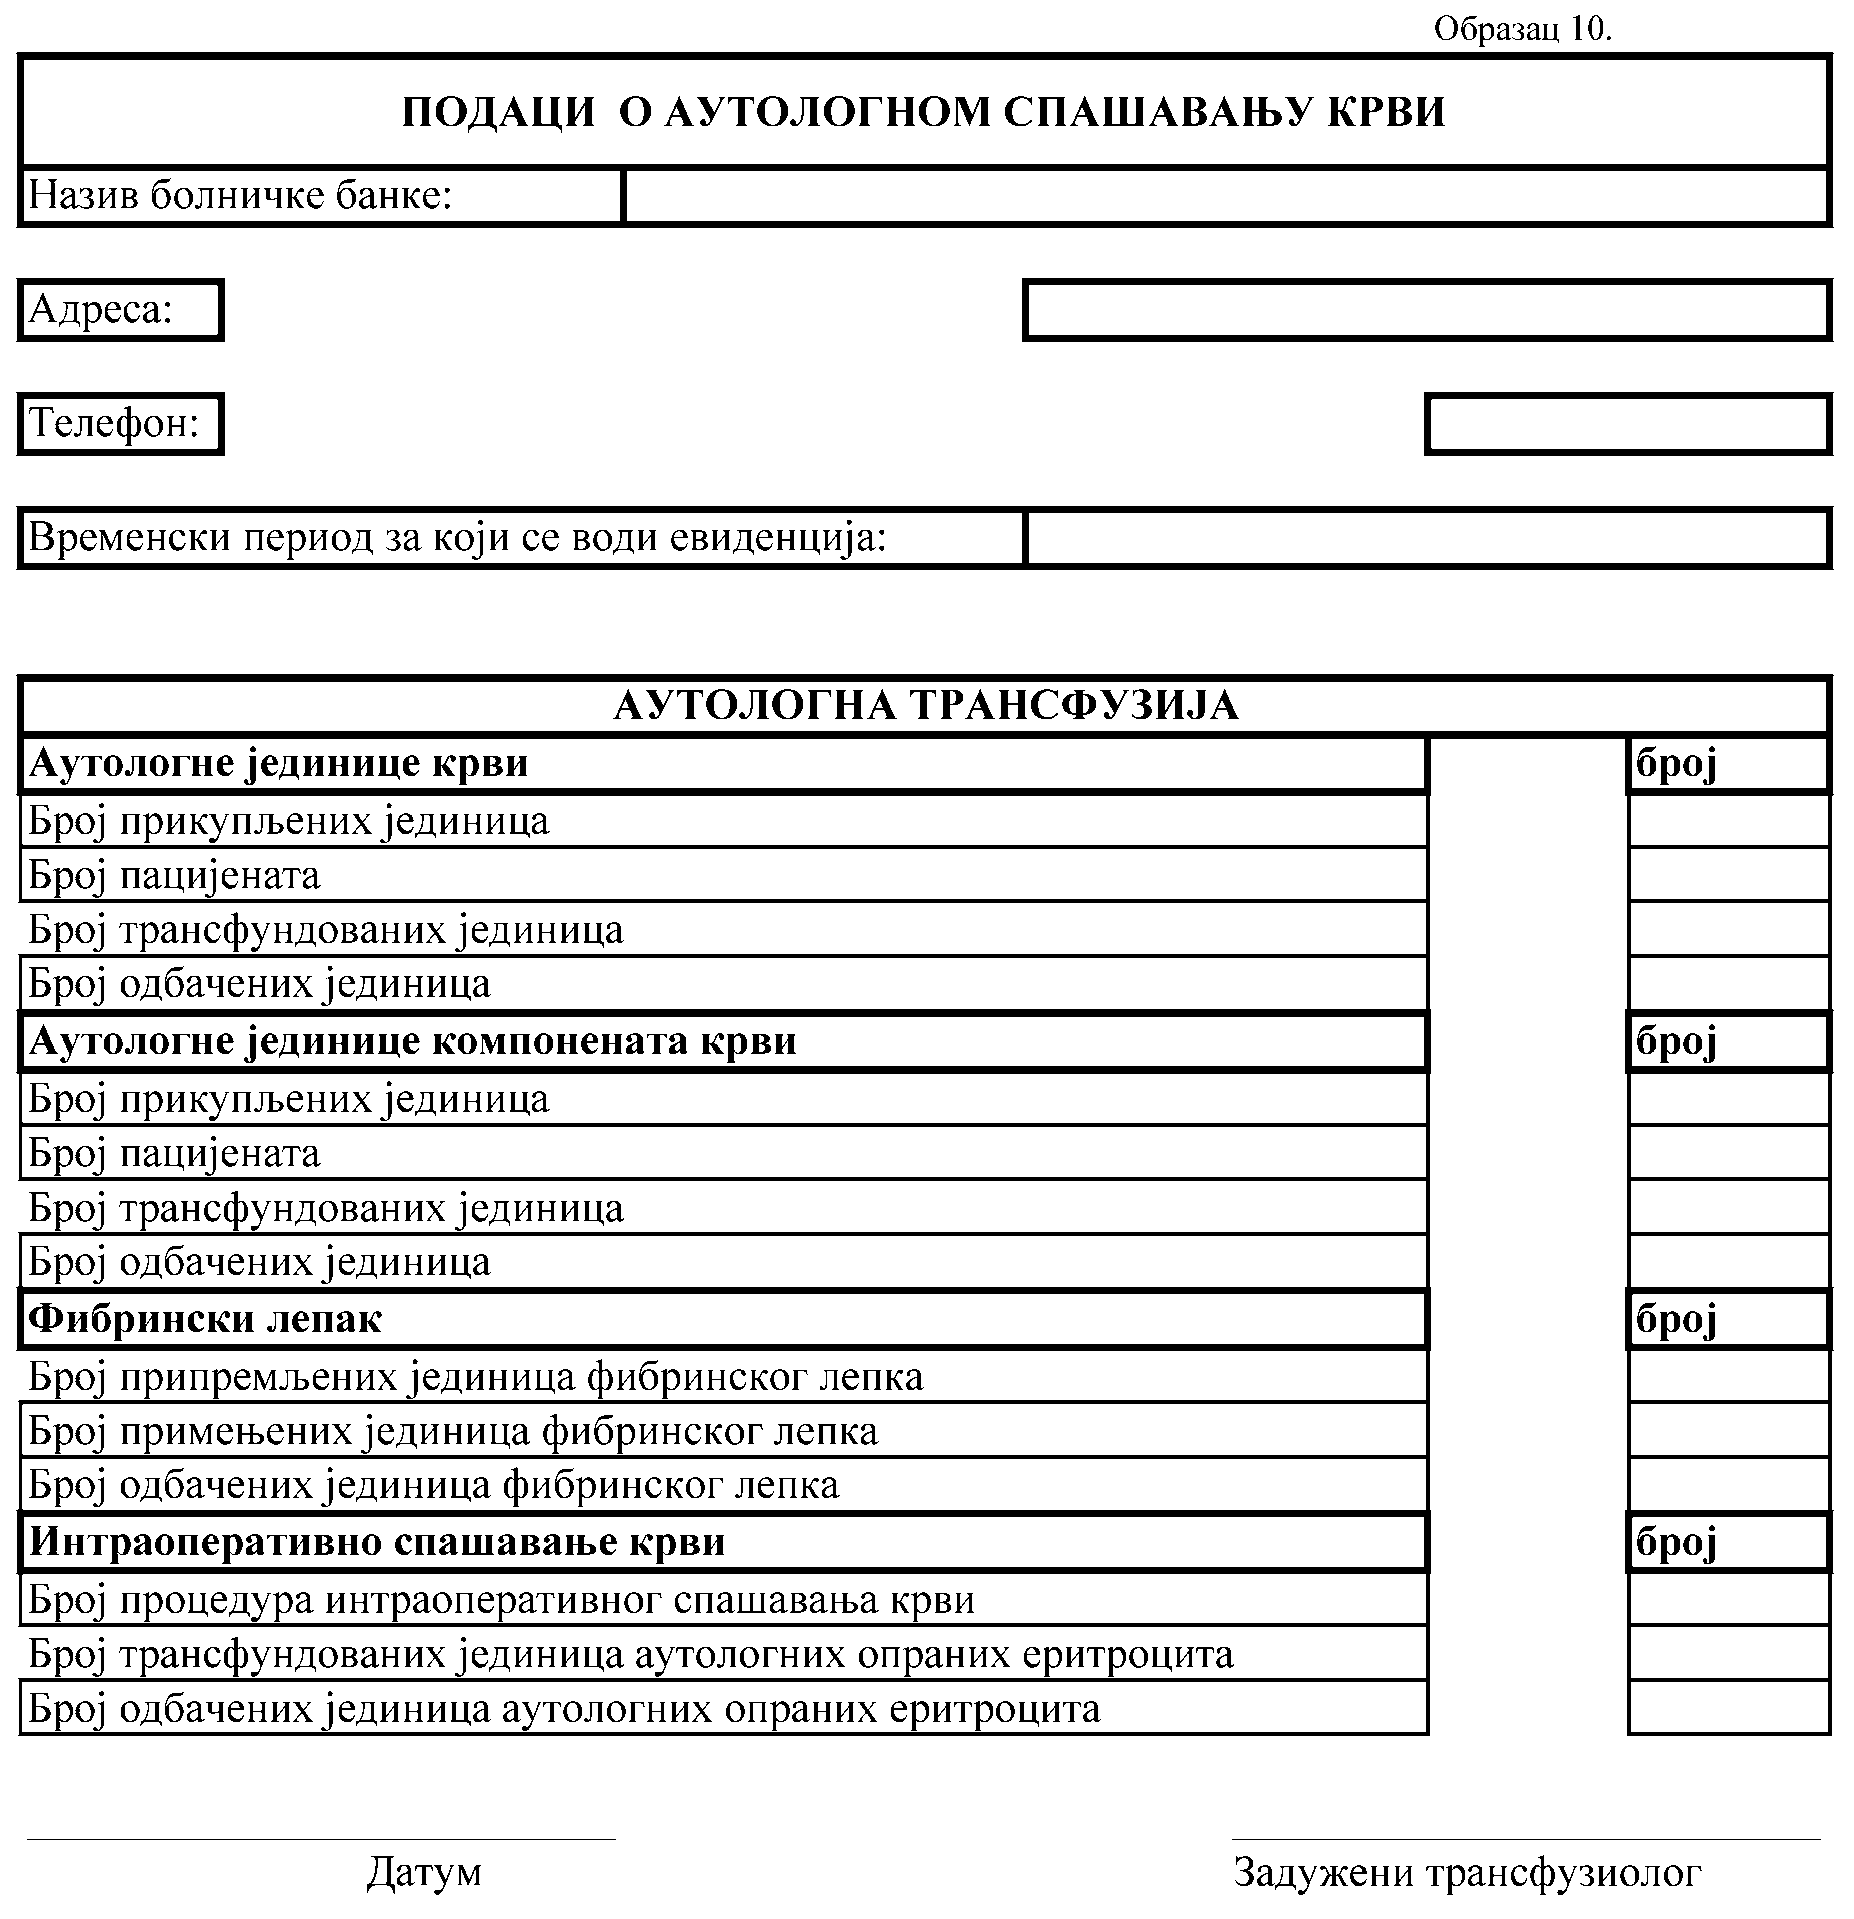 Образац 10.
ПОДАЦИ О АУТОЛОГНОМ СПАШАВАЊУ КРВИ
Назив болничке банке:
Адреса:
Телефон:
Временски период за који се води евиденција:
АУТОЛОГНА ТРАНСФУЗИЈА
Аутологне јединице крви број
Број прикупљених јединица
Број пацијената
Број трансфундованих јединица
Број одбачених јединица
Аутологне јединице компонената крви број
Број прикупљених јединица
Број пацијената
Број трансфундованих јединица
Број одбачених јединица
Фибрински лепак број
Број припремљених јединица фибринског лепка
Број примењених јединица фибринског лепка
Број одбачених јединица фибринског лепка
Интраоперативно спашавање крви број
Број процедура интраоперативног спашавања крви
Број трансфундованих јединица аутологних опраних еритроцита
Број одбачених јединица аутологних опраних еритроцита
Датум Задужени трансфузиолог